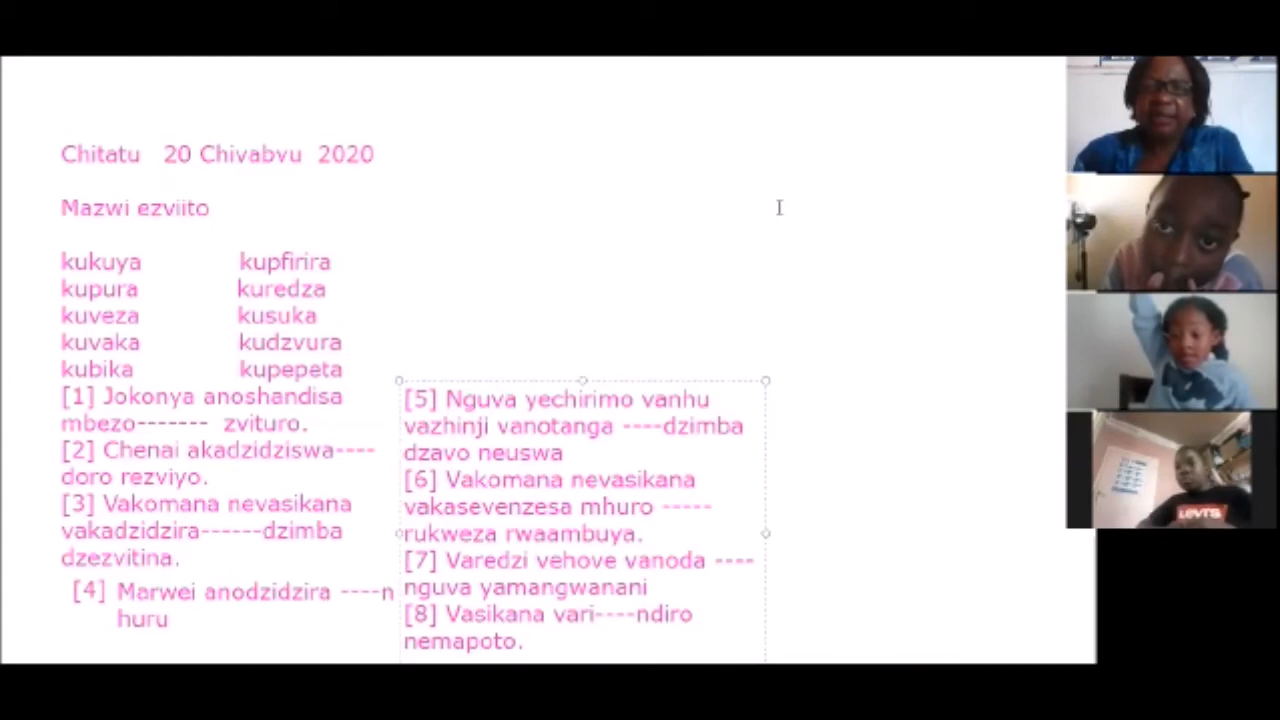 Chitatu 20 Chivabvu 2020
Mazwi ezviito
kukuya kupfirira
kupura kuredza
kuveza kusuka
kuvaka kudzvura
kubika kupepeta
[1] Jokonya anoshandisa
mbezo------- zvituro.
[2] Chenai akadzidziswa----
doro rezviyo.
[3] Vakomana nevasikana
vakadzidzira------dzimba
dzezvitina.
[4] Marwei anodzidzira ----n
huru
[5] Nguva yechirimo vanhu
vazhinji vanotanga ----dzimba
dzavo neuswa
[6] Vakomana nevasikana
vakasevenzesa mhuro -----
rukweza rwaambuya.
[7] Varedzi vehove vanoda ----
nguva yamangwanani
[8] Vasikana vari----ndiro
nemapoto.
LEVI'S